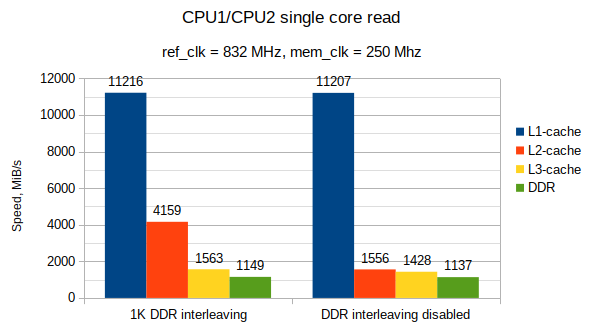 CPU1/CPU2 single core read
ref_clk = 832 MHz, mem_clk = 250 Mhz
Speed, MiB/s
12000
10000
8000
6000
4000
2000
0
11216
4159
1563
1149
11207
1556
1428
1137
1K DDR interleaving
DDR interleaving disabled
L1-cache
L2-cache
L3-cache
DDR